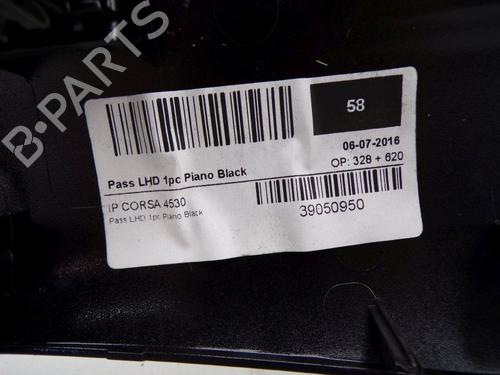 B-PARTS
58
06-07-2016
OP: 328 + 620
Pass LHD 1pc Piano Black
IP CORSA 4530
Pass LHD 1pc Piano Black
39050950